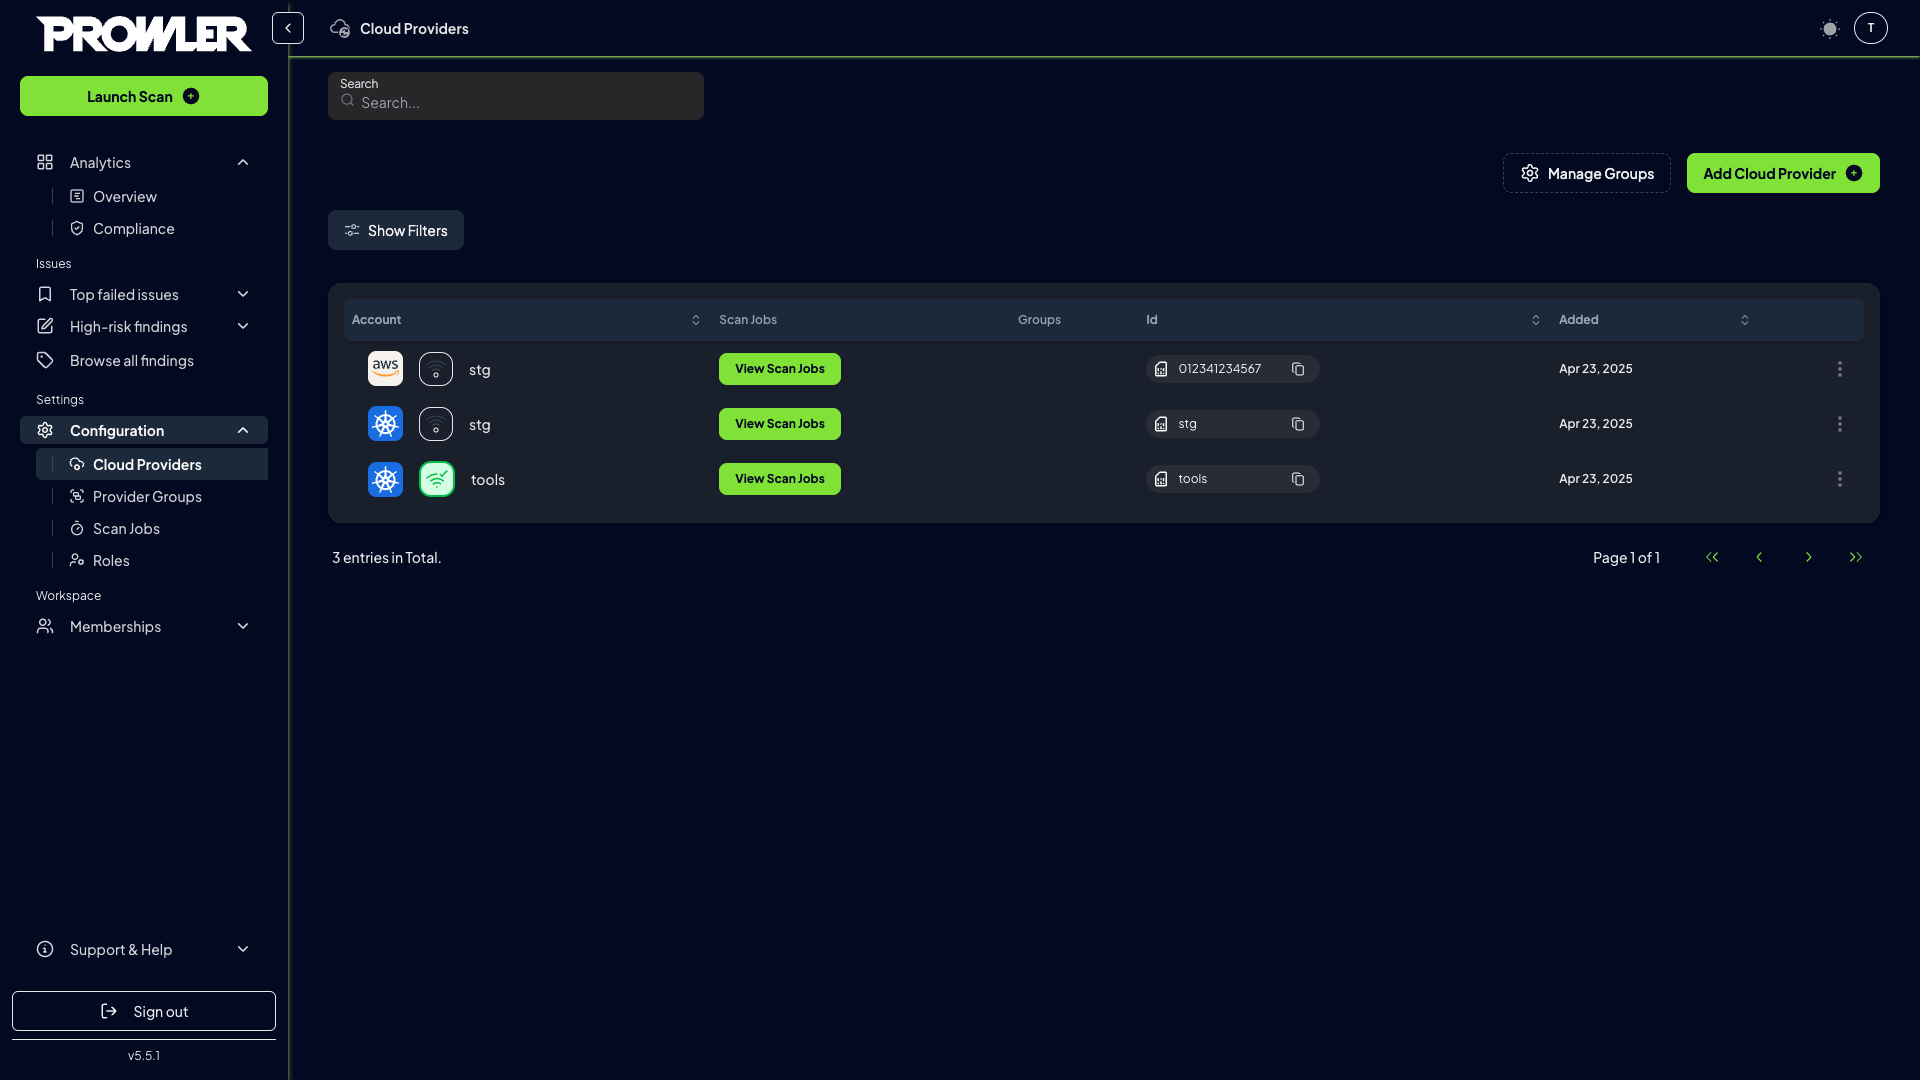 PROWLER
Launch Scan
Analytics
Overview
Compliance
Issues
Top failed issues
High-risk findings
Browse all findings
Settings
Configuration
Cloud Providers
Provider Groups
Scan Jobs
Roles
Workspace
Memberships
Support & Help
Sign out
v5.5.1
Cloud Providers
T
Search
Search...
Manage Groups
Add Cloud Provider
Show Filters
Account Scan Jobs Groups Id Added
aws stg View Scan Jobs 012341234567 Apr 23, 2025
stg View Scan Jobs stg Apr 23, 2025
tools View Scan Jobs tools Apr 23, 2025
3 entries in Total. Page 1 of 1